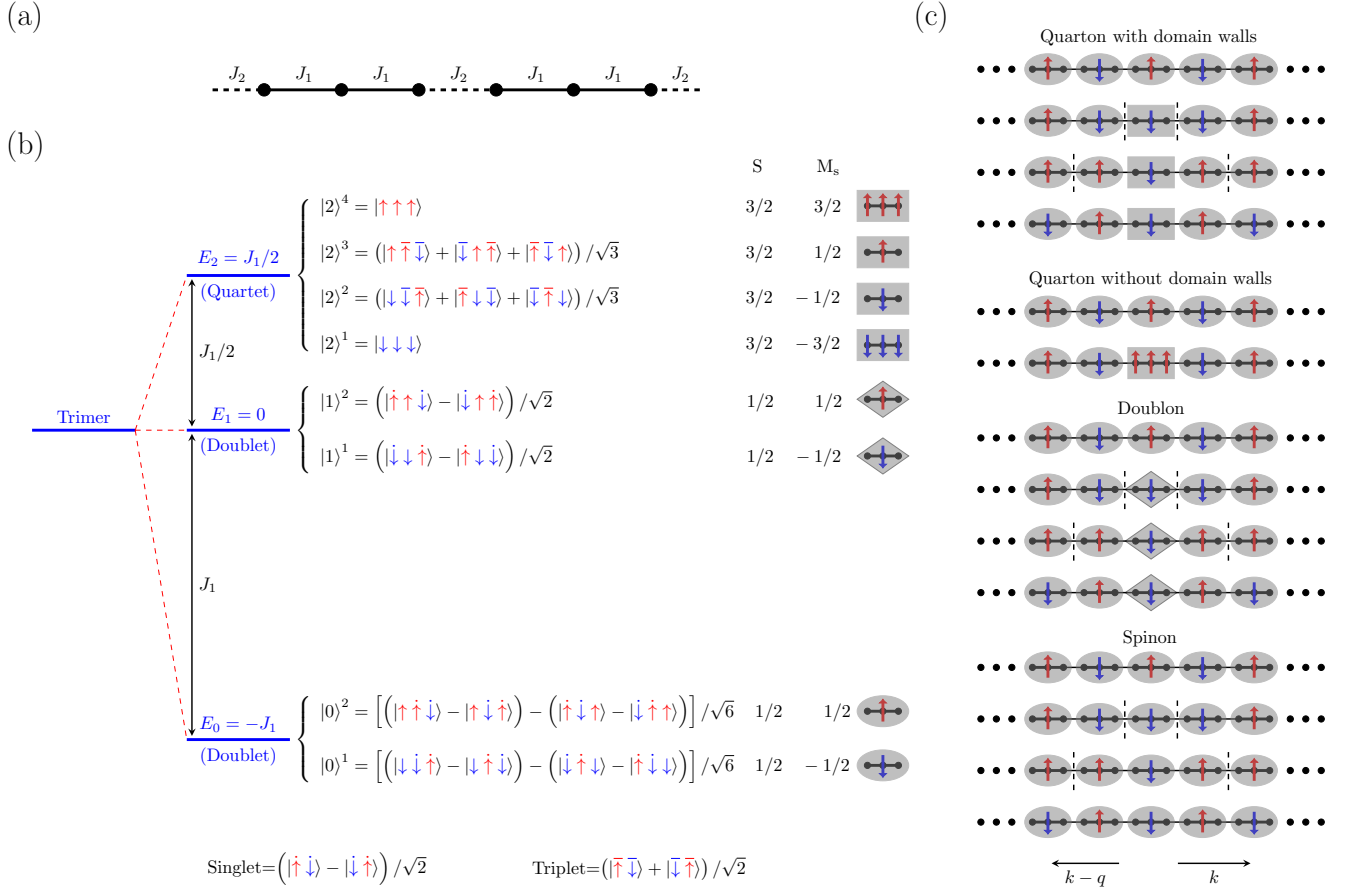 (a)
J₂ J₁ J₁ J₂ J₁ J₁ J₂
(b)
S Mₛ
|2⟩⁴ = |↑ ↑ ↑⟩ 3/2 3/2
E₂ = J₁/2
(Quartet)
|2⟩³ = (|↑ ↑̅ ↓̅⟩ + |↓̅ ↑ ↑̅⟩ + |↑̅ ↓̅ ↑⟩) /√3 3/2 1/2
|2⟩² = (|↓ ↓̅ ↑̅⟩ + |↑̅ ↓ ↓̅⟩ + |↓̅ ↑̅ ↓⟩) /√3 3/2 − 1/2
|2⟩¹ = |↓ ↓ ↓⟩ 3/2 − 3/2
J₁/2
Trimer
E₁ = 0
(Doublet)
|1⟩² = (|↑̇ ↑ ↓̇⟩ − |↓̇ ↑ ↑̇⟩) /√2 1/2 1/2
|1⟩¹ = (|↓̇ ↓ ↑̇⟩ − |↑̇ ↓ ↓̇⟩) /√2 1/2 − 1/2
J₁
E₀ = −J₁
(Doublet)
|0⟩² = [(|↑ ↑̇ ↓̇⟩ − |↑ ↓̇ ↑̇⟩) − (|↑̇ ↓̇ ↑⟩ − |↓̇ ↑̇ ↑⟩)] /√6 1/2 1/2
|0⟩¹ = [(|↓ ↓̇ ↑̇⟩ − |↓ ↑̇ ↓̇⟩) − (|↓̇ ↑̇ ↓⟩ − |↑̇ ↓̇ ↓⟩)] /√6 1/2 − 1/2
Singlet=(|↑̇ ↓̇⟩ − |↓̇ ↑̇⟩) /√2
Triplet=(|↑̅ ↓̅⟩ + |↓̅ ↑̅⟩) /√2
(c)
Quarton with domain walls
Quarton without domain walls
Doublon
Spinon
k − q
k